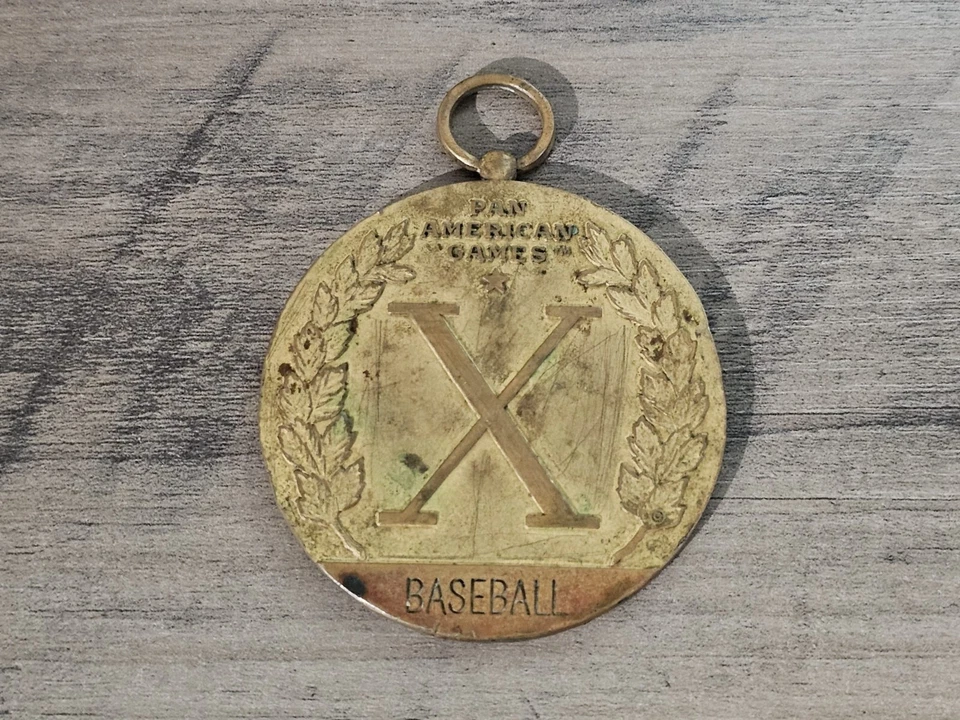 PAN
AMERICAN
"GAMES"
X
BASEBALL